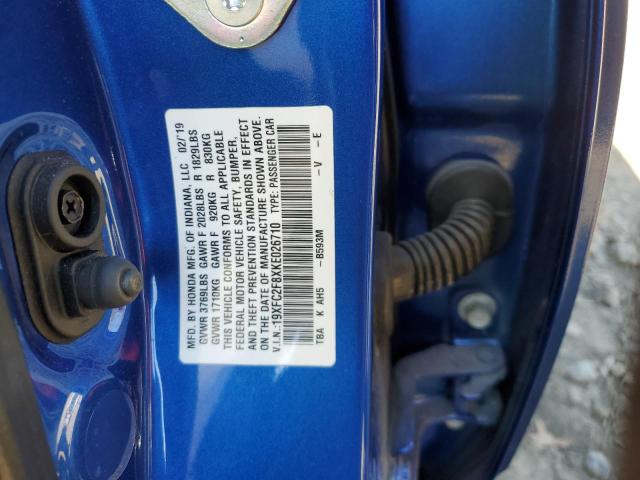 MFD. BY HONDA MFG. OF INDIANA, LLC 02/'19
GVWR 3769LBS GAWR F 2028LBS R 1829LBS
GVWR 1710KG GAWR F 920KG R 830KG
THIS VEHICLE CONFORMS TO ALL APPLICABLE
FEDERAL MOTOR VEHICLE SAFETY, BUMPER,
AND THEFT PREVENTION STANDARDS IN EFFECT
ON THE DATE OF MANUFACTURE SHOWN ABOVE.
V.I.N.:19XFC2F8XKE026710 TYPE: PASSENGER CAR
TBA K AH5 -B593M -V -E